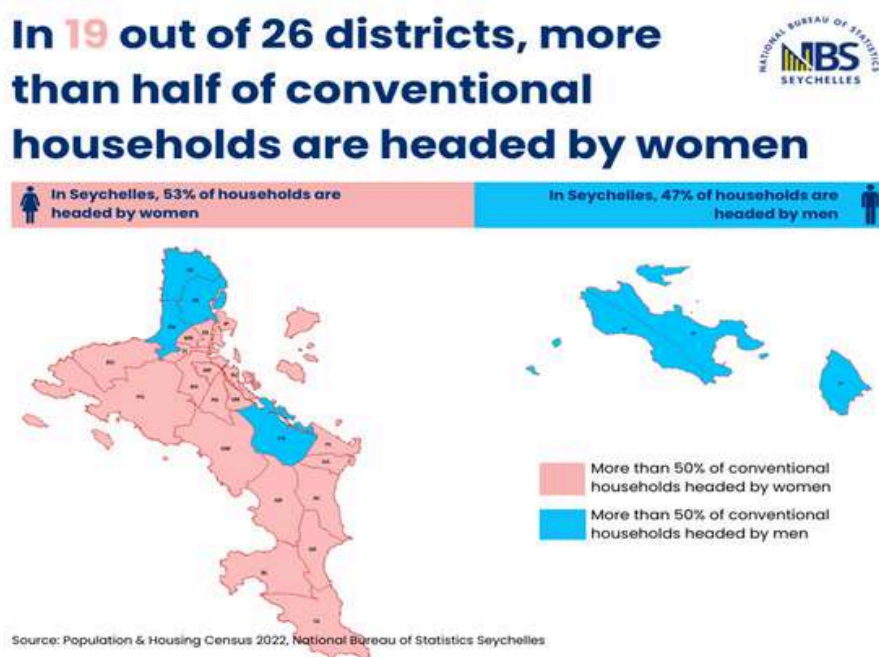 In 19 out of 26 districts, more
than half of conventional
households are headed by women
NATIONAL BUREAU OF STATISTICS
NBS
SEYCHELLES
In Seychelles, 53% of households are
headed by women
In Seychelles, 47% of households are
headed by men
More than 50% of conventional
households headed by women
More than 50% of conventional
households headed by men
Source: Population & Housing Census 2022, National Bureau of Statistics Seychelles